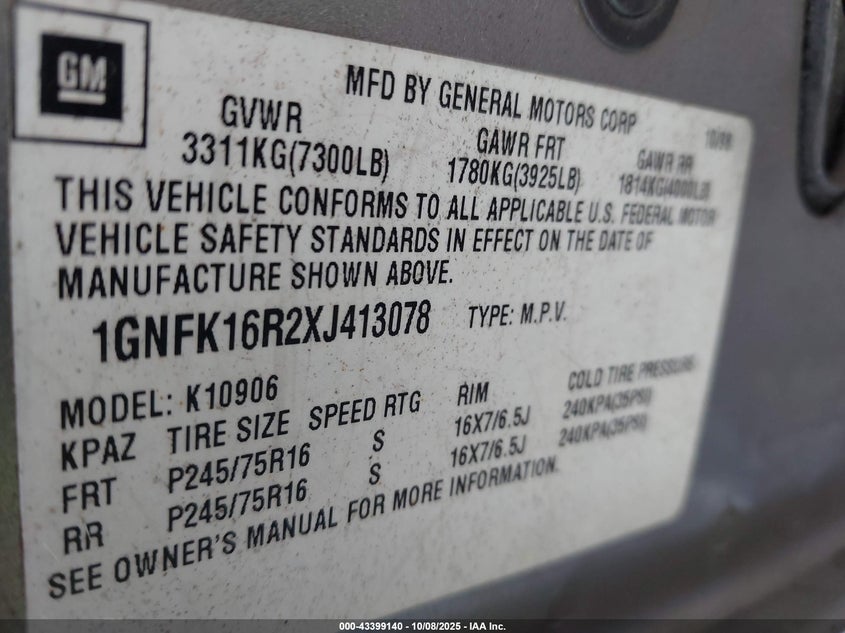 GM
MFD BY GENERAL MOTORS CORP
10/98
GVWR
GAWR FRT
GAWR RR
3311KG(7300LB)
1780KG(3925LB)
1814KG(4000LB)
THIS VEHICLE CONFORMS TO ALL APPLICABLE U.S. FEDERAL MOTOR
VEHICLE SAFETY STANDARDS IN EFFECT ON THE DATE OF
MANUFACTURE SHOWN ABOVE.
1GNFK16R2XJ413078 TYPE: M.P.V.
MODEL: K10906
KPAZ TIRE SIZE SPEED RTG RIM COLD TIRE PRESSURE
FRT P245/75R16 S 16X7/6.5J 240KPA(35PSI)
RR P245/75R16 S 16X7/6.5J 240KPA(35PSI)
SEE OWNER'S MANUAL FOR MORE INFORMATION.
000-43399140 - 10/08/2025 - IAA Inc.